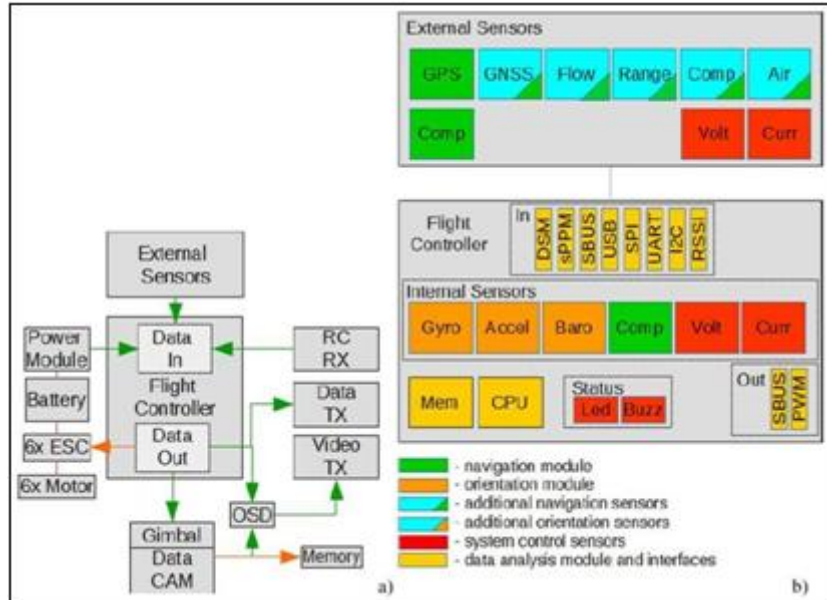 External
Sensors
Power
Module
Data
In
RC
RX
Flight
Controller
Battery
Data
TX
6x ESC
Data
Out
Video
TX
6x Motor
OSD
Gimbal
Data
CAM
Memory
a)
External Sensors
GPS
GNSS
Flow
Range
Comp
Air
Comp
Volt
Curr
Flight
Controller
In
DSM
sPPM
SBUS
USB
SPI
UART
I2C
RSSI
Internal Sensors
Gyro
Accel
Baro
Comp
Volt
Curr
Mem
CPU
Status
Led
Buzz
Out
SBUS
PWM
- navigation module
- orientation module
- additional navigation sensors
- additional orientation sensors
- system control sensors
- data analysis module and interfaces
b)